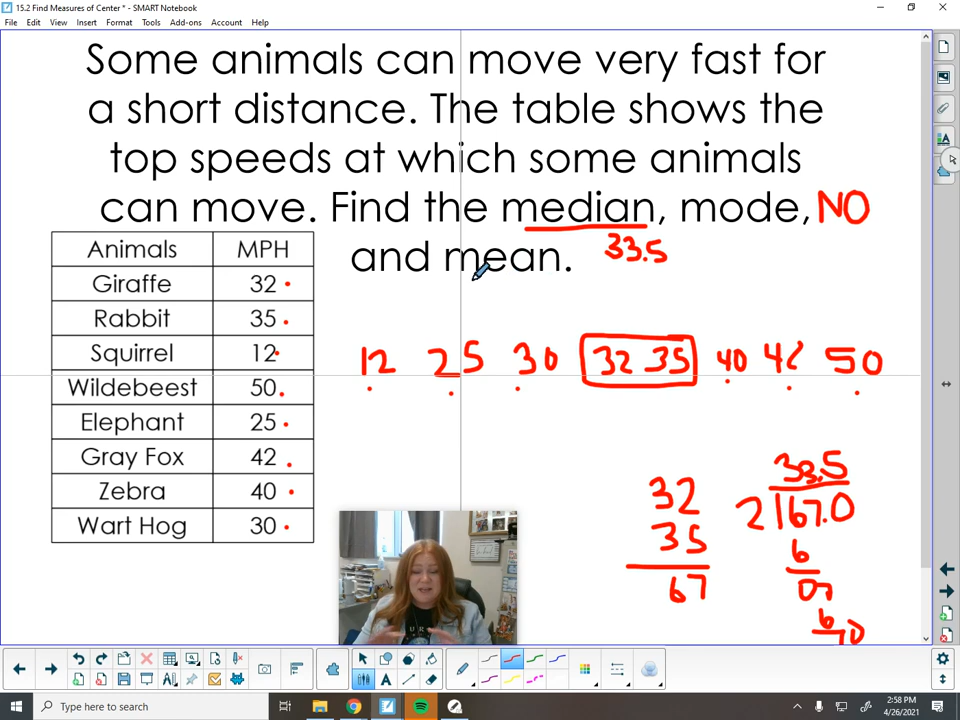 15.2 Find Measures of Center * - SMART Notebook
File Edit View Insert Format Tools Add-ons Account Help
Some animals can move very fast for
a short distance. The table shows the
top speeds at which some animals
can move. Find the median, mode, NO
and mean. 33.5
Animals MPH
Giraffe 32
Rabbit 35
Squirrel 12
Wildebeest 50
Elephant 25
Gray Fox 42
Zebra 40
Wart Hog 30
12 25 30 32 35 40 42 50
32
35
67
33.5
2 167.0
6
07
6
10
Type here to search
2:58 PM
4/26/2021